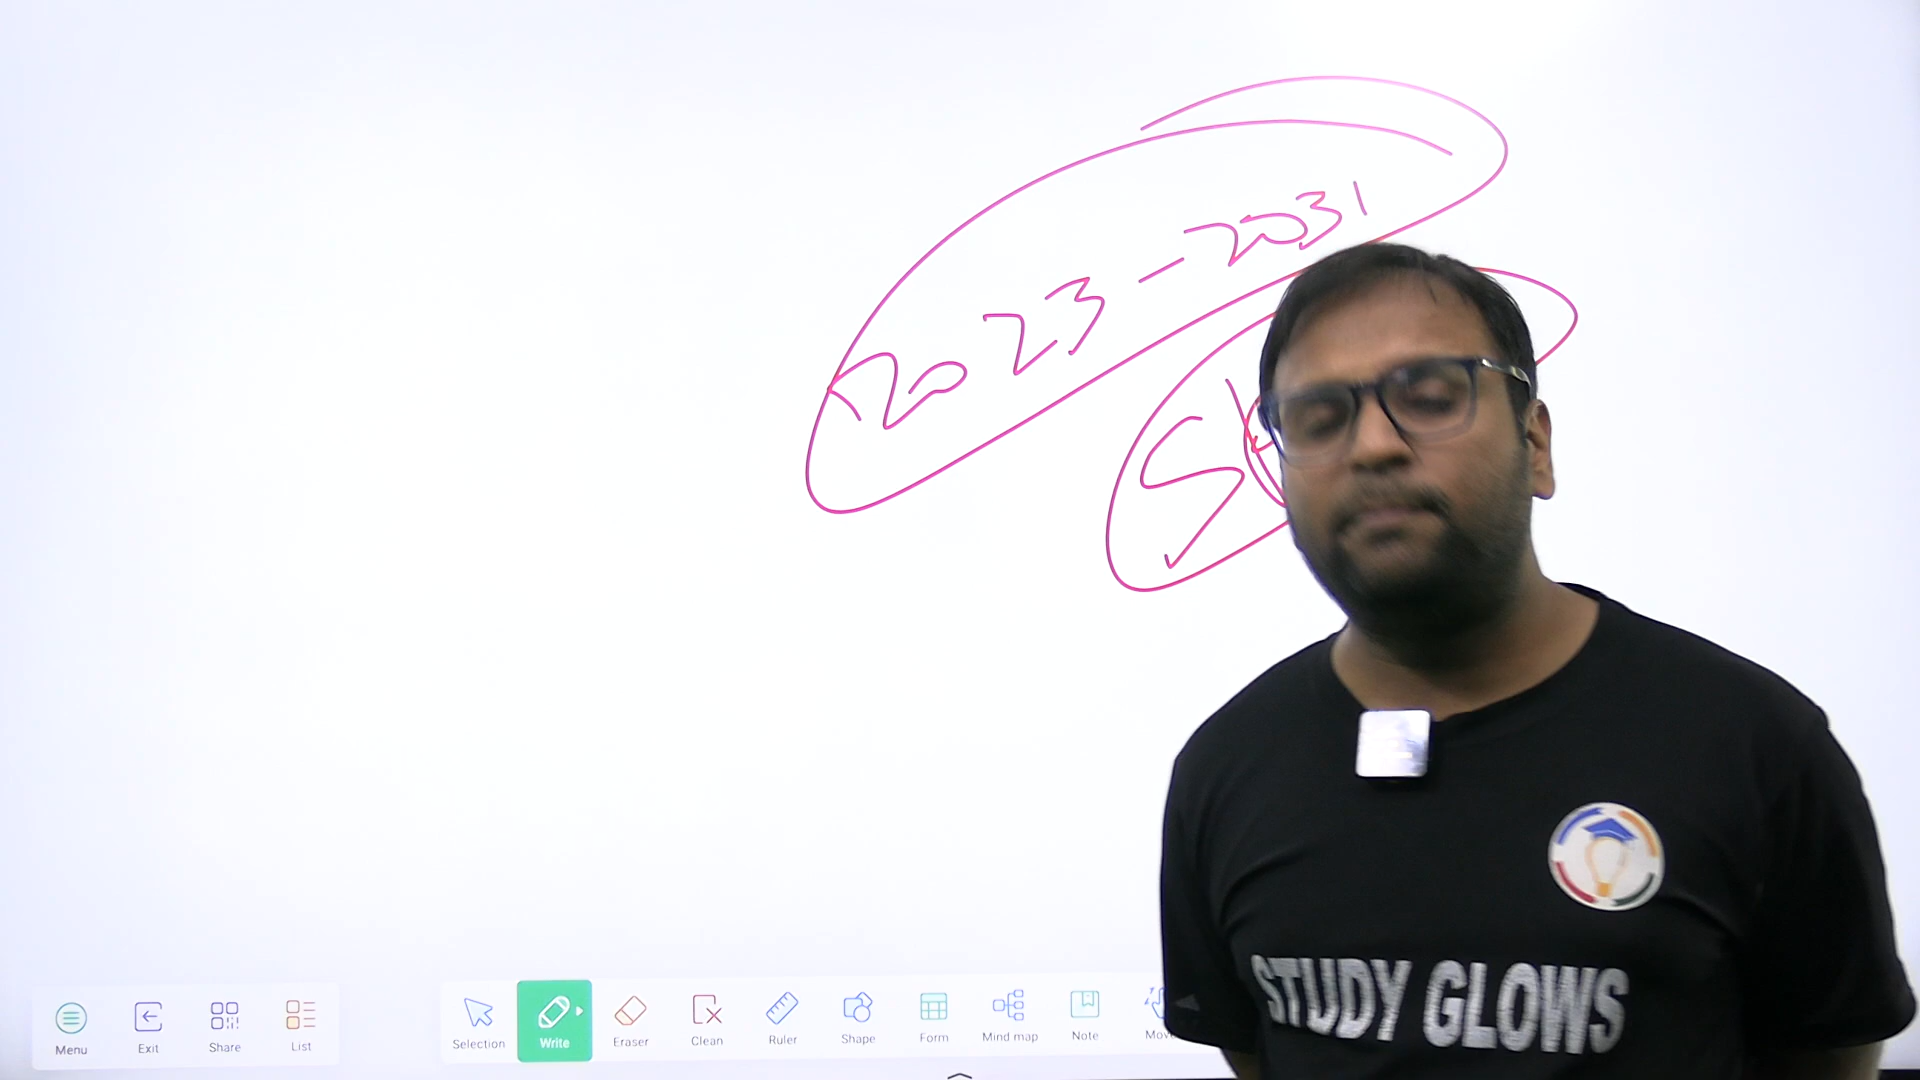 2023-2031
Menu
Exit
Share
List
Selection
Write
Eraser
Clean
Ruler
Shape
Form
Mind map
Note
STUDY GLOWS